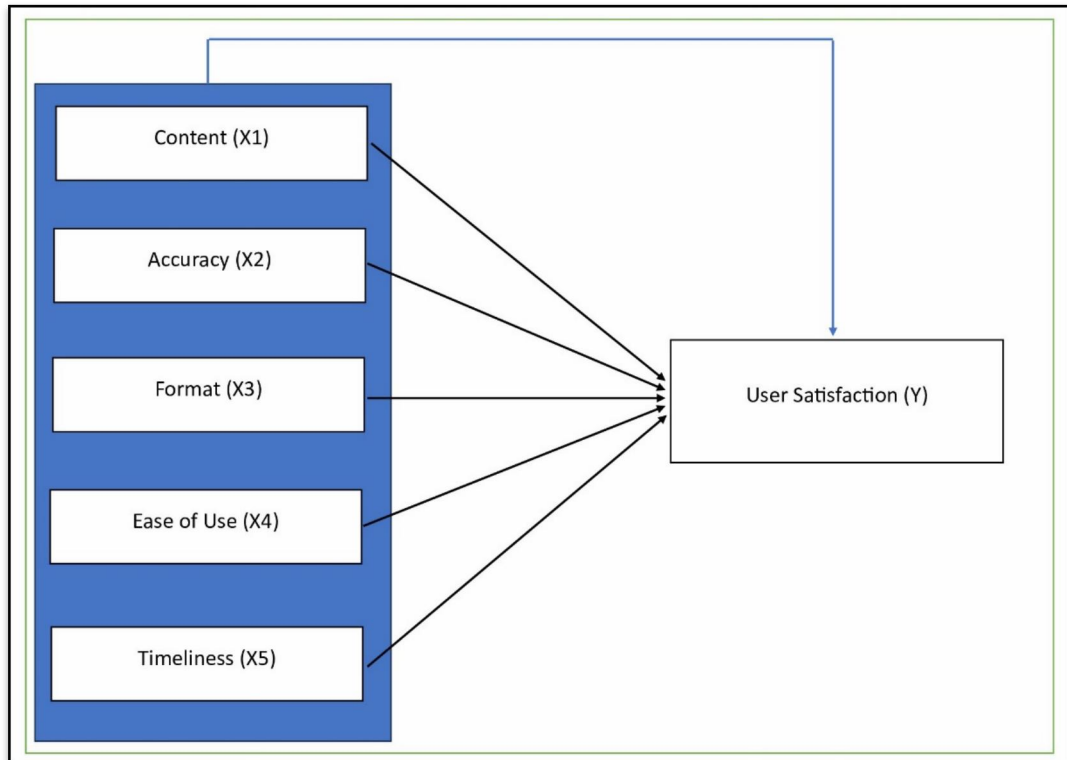 Content (X1)
Accuracy (X2)
Format (X3)
Ease of Use (X4)
Timeliness (X5)
User Satisfaction (Y)